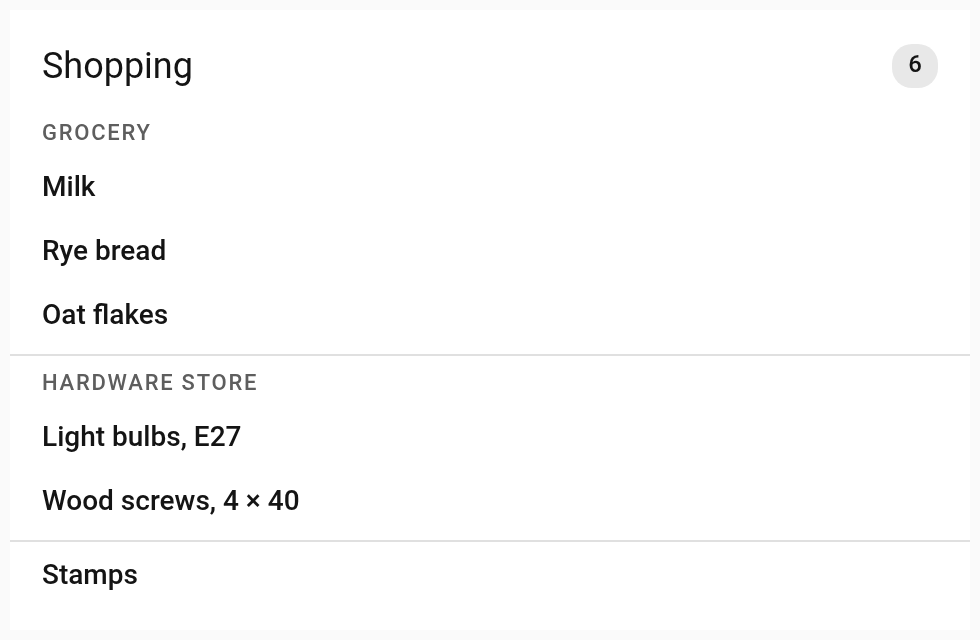 Shopping
6
GROCERY
Milk
Rye bread
Oat flakes
HARDWARE STORE
Light bulbs, E27
Wood screws, 4 × 40
Stamps